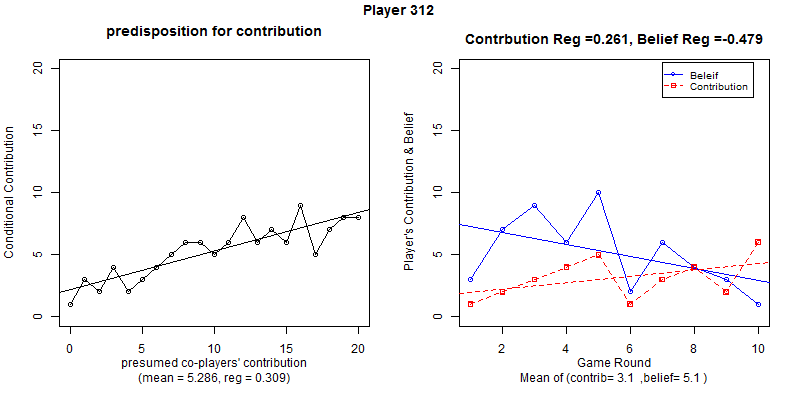 Player 312
predisposition for contribution
Conditional Contribution
20
15
10
5
0
0 5 10 15 20
presumed co-players' contribution
(mean = 5.286, reg = 0.309)
Contrbution Reg =0.261, Belief Reg =-0.479
Player's Contribution & Belief
20
15
10
5
0
Beleif
Contribution
2 4 6 8 10
Game Round
Mean of (contrib= 3.1 ,belief= 5.1 )